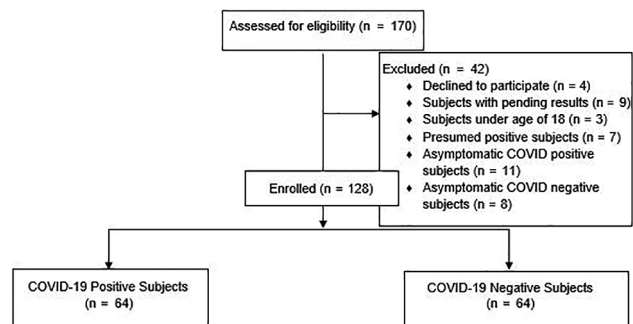 Assessed for eligibility (n = 170)
Excluded (n = 42)
♦ Declined to participate (n = 4)
♦ Subjects with pending results (n = 9)
♦ Subjects under age of 18 (n = 3)
♦ Presumed positive subjects (n = 7)
♦ Asymptomatic COVID positive
subjects (n = 11)
♦ Asymptomatic COVID negative
subjects (n = 8)
Enrolled (n = 128)
COVID-19 Positive Subjects
(n = 64)
COVID-19 Negative Subjects
(n = 64)